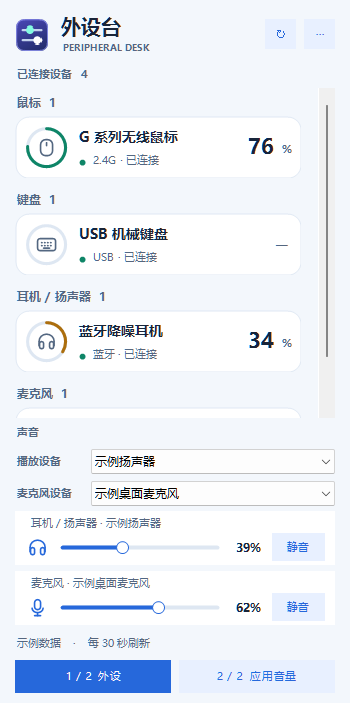 外设台
PERIPHERAL DESK
↻
...
已连接设备 4
鼠标 1
G 系列无线鼠标
2.4G · 已连接
76 %
键盘 1
USB 机械键盘
USB · 已连接
—
耳机 / 扬声器 1
蓝牙降噪耳机
蓝牙 · 已连接
34 %
麦克风 1
声音
播放设备 示例扬声器
麦克风设备 示例桌面麦克风
耳机 / 扬声器 · 示例扬声器
39% 静音
麦克风 · 示例桌面麦克风
62% 静音
示例数据 · 每 30 秒刷新
1 / 2 外设
2 / 2 应用音量